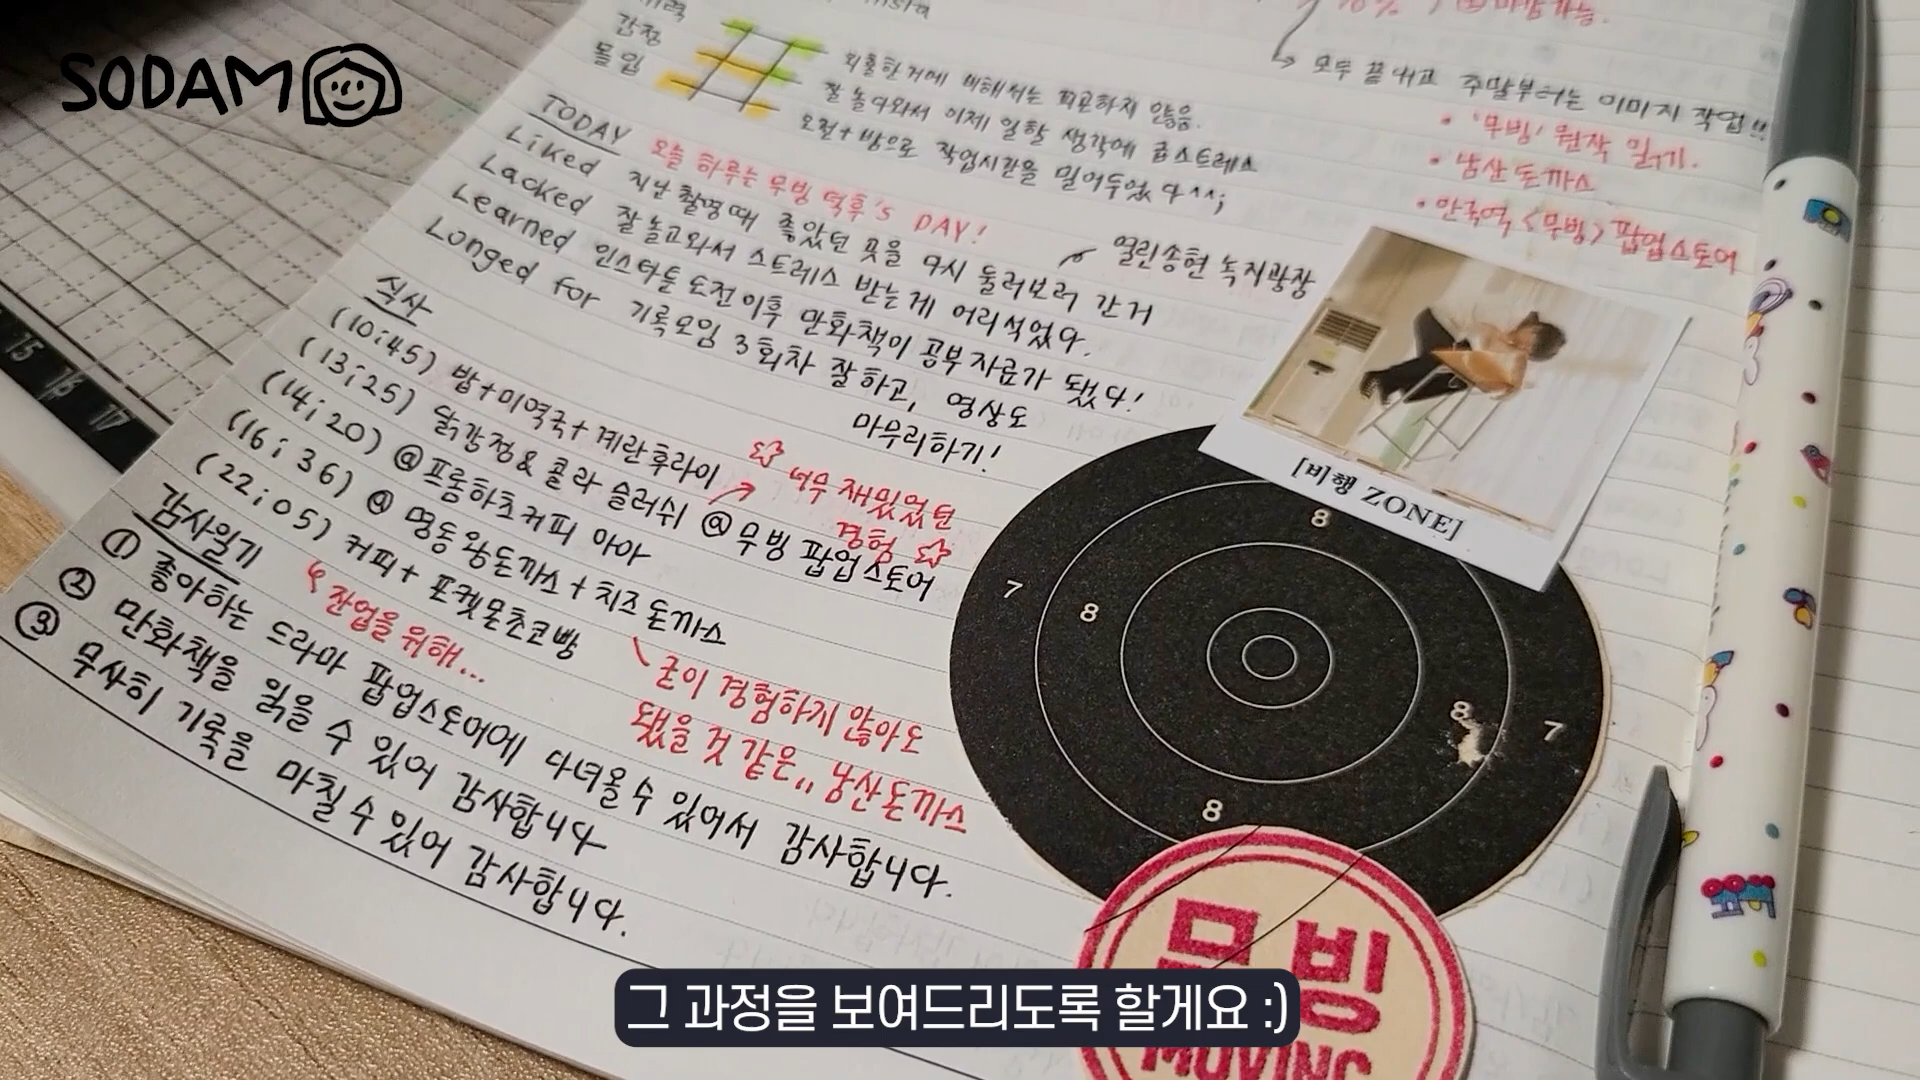 SODAM
간정
몰입
외출한거에 비해서는 피곤하지 않음.
잘 놀다와서 이제 일할 생각에 급스트레스
오전+밤으로 작업시간을 밀어두었다^^;
모두 끝내고 주말부터는 이미지 작업!!
• '무빙' 원작 읽기.
• 남산돈까스
• 안국역 <무빙> 팝업스토어
TODAY 오늘 하루는 무빙 덕후's DAY!
Liked 지난 촬영때 좋았던 곳을 다시 둘러보러 간거
열린송현 녹지광장
Lacked 잘 놀고와서 스트레스 받는게 어리석었다.
Learned 인스타툰 도전이후 만화책이 공부자료가 됐다!
Longed for 기록모임 3회차 잘 하고, 영상도
마무리하기!
식사
(10:45) 밥+미역국+계란후라이
(13:25) 닭강정 & 콜라 슬러쉬 @무빙 팝업스토어
너무 재밌었던
경험
(14:20) @프롬하츠커피 아아
(16:36) @ 명동왕돈까스+치즈돈까스
굳이 경험하지 않아도
됐을 것 같은,, 남산돈까스
(22:05) 커피+ 포켓몬초코빵
작업을 위해...
감사일기
① 좋아하는 드라마 팝업스토어에 다녀올 수 있어서 감사합니다.
② 만화책을 읽을 수 있어 감사합니다
③ 무사히 기록을 마칠 수 있어 감사합니다.
[비행 ZONE]
8
7
8
8
7
8
무빙
MOVING
15 16 17
그 과정을 보여드리도록 할게요 :)